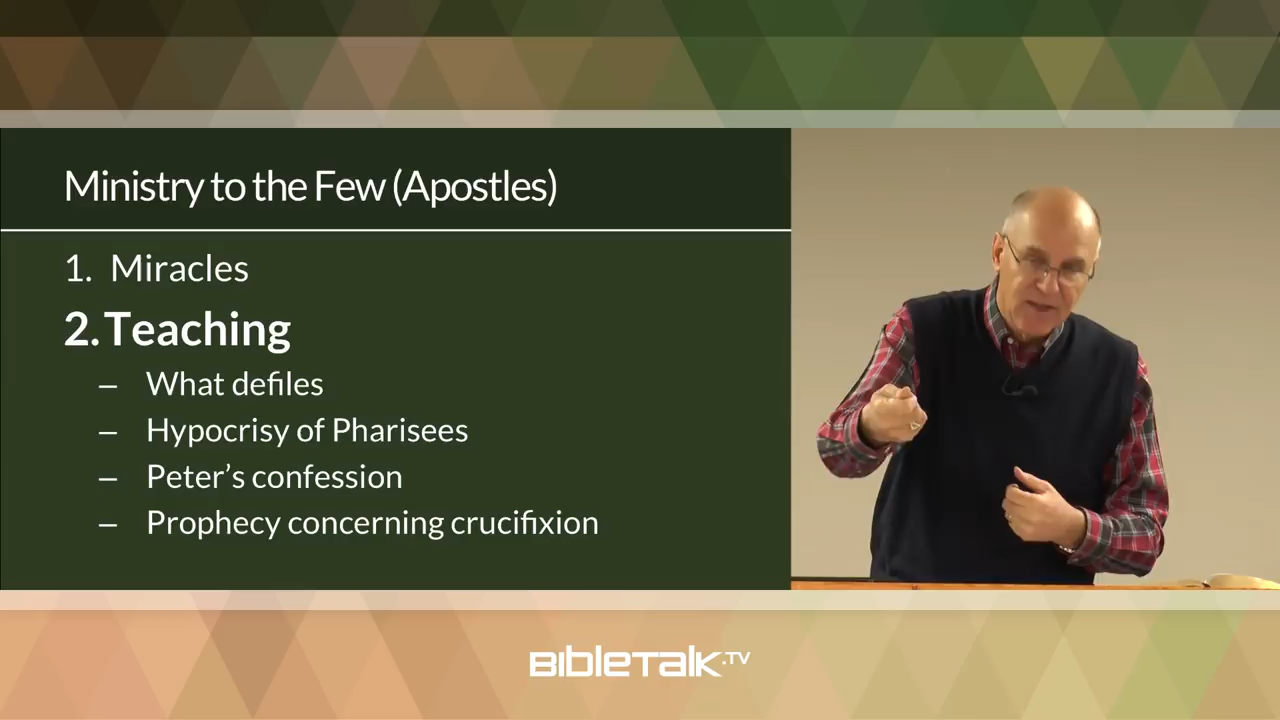 Ministry to the Few (Apostles)
1. Miracles
2. Teaching
– What defiles
– Hypocrisy of Pharisees
– Peter’s confession
– Prophecy concerning crucifixion
BIBLETALK.TV